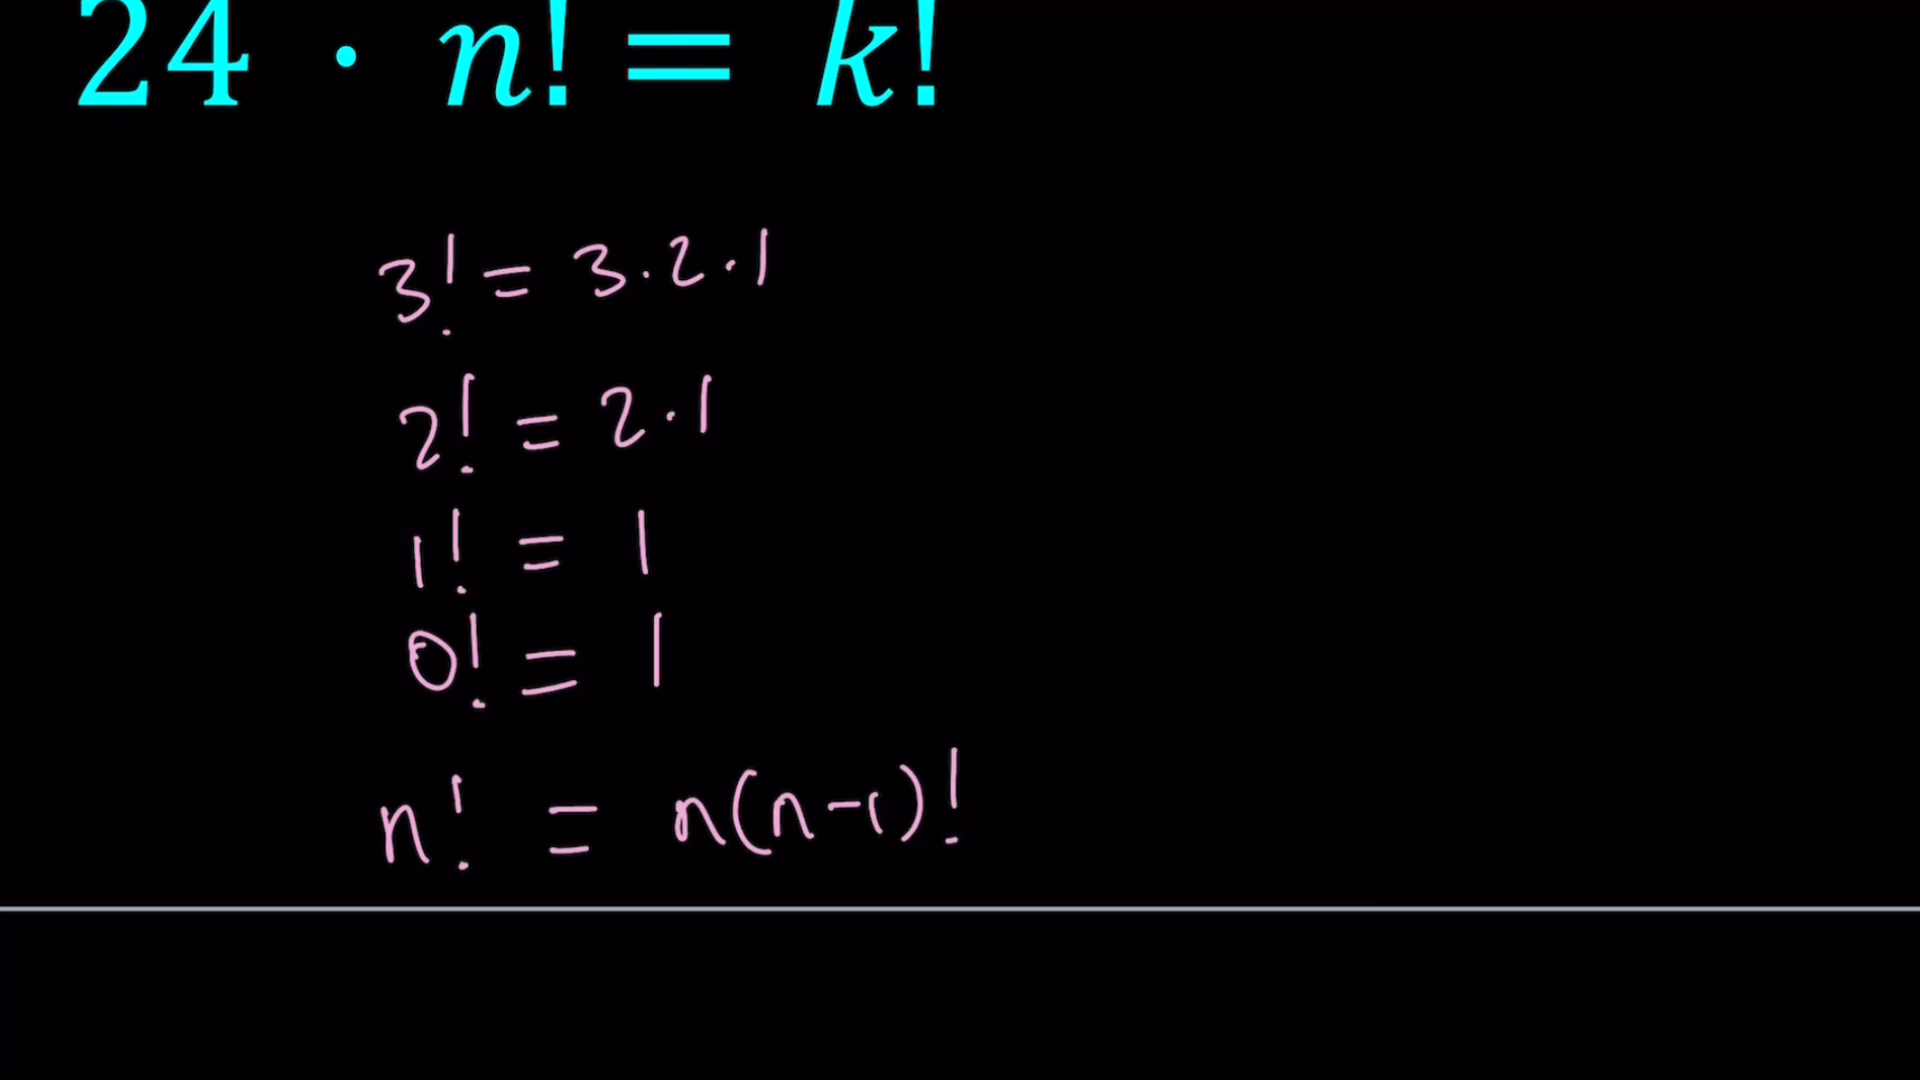 24 · n! = k!
3! = 3·2·1
2! = 2·1
1! = 1
0! = 1
n! = n(n-1)!